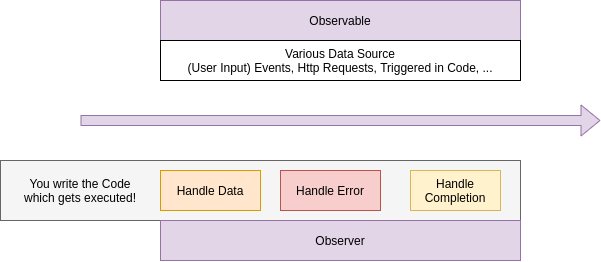 Observable
Various Data Source
(User Input) Events, Http Requests, Triggered in Code, ...
You write the Code
which gets executed!
Handle Data
Handle Error
Handle
Completion
Observer